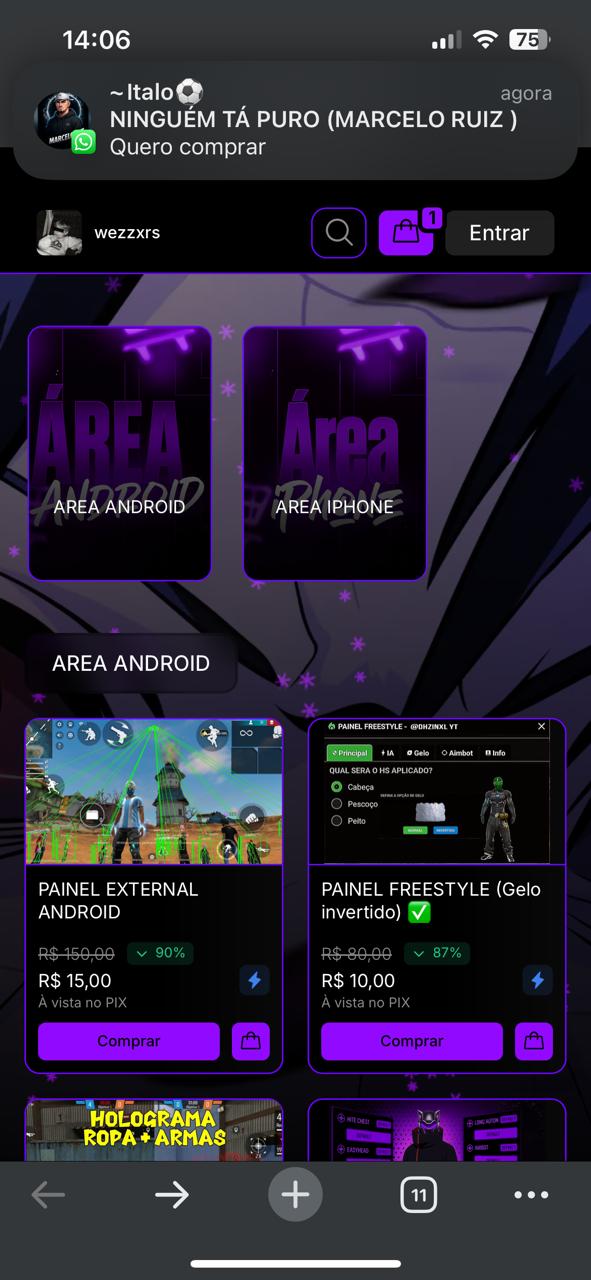 14:06
75
~Italo⚽
agora
NINGUÉM TÁ PURO (MARCELO RUIZ )
Quero comprar
wezzxrs
1
Entrar
ÁREA
ANDROID
AREA ANDROID
Área
iPHONE
AREA IPHONE
AREA ANDROID
PAINEL FREESTYLE - @DHZINXL YT
Principal
IA
Gelo
Aimbot
Info
QUAL SERA O HS APLICADO?
Cabeça
Pescoço
Peito
PAINEL EXTERNAL
ANDROID
R$ 150,00
90%
R$ 15,00
À vista no PIX
Comprar
PAINEL FREESTYLE (Gelo
invertido) ✅
R$ 80,00
87%
R$ 10,00
À vista no PIX
Comprar
HOLOGRAMA
ROPA + ARMAS
11